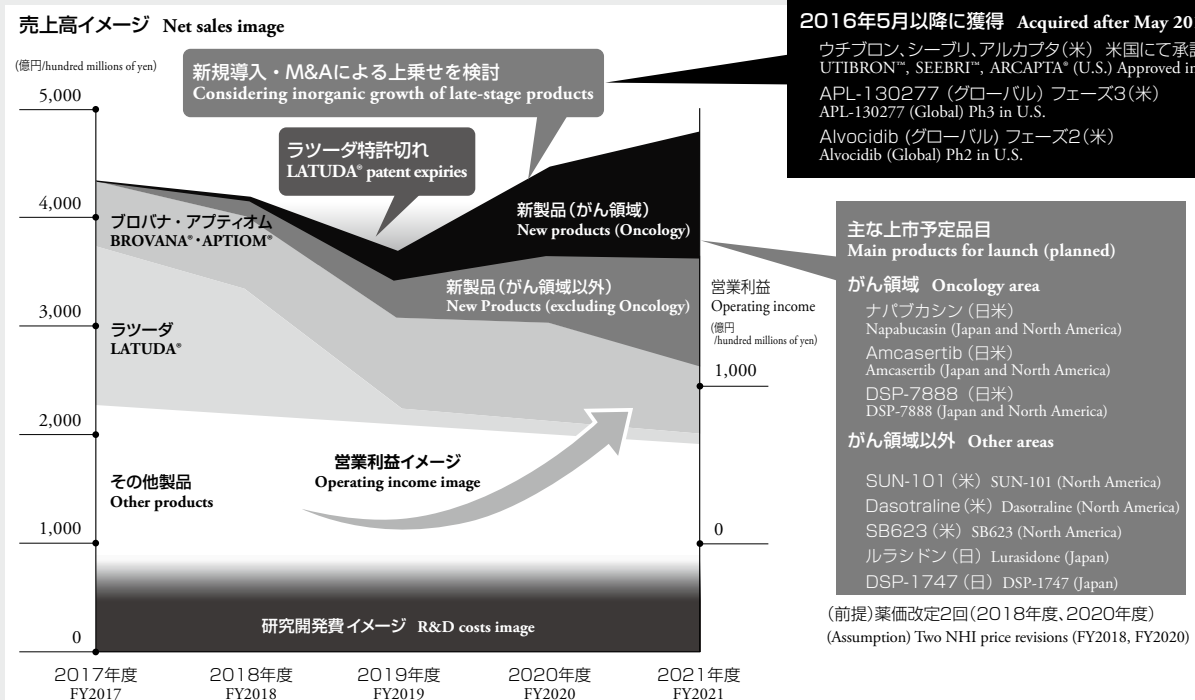 売上高イメージ Net sales image
(億円/hundred millions of yen)
5,000
4,000
3,000
2,000
1,000
0
新規導入・M&Aによる上乗せを検討
Considering inorganic growth of late-stage products
ラツーダ特許切れ
LATUDA® patent expiries
ブロバナ・アプティオム
BROVANA®・APTIOM®
ラツーダ
LATUDA®
その他製品
Other products
新製品(がん領域)
New products (Oncology)
新製品(がん領域以外)
New Products (excluding Oncology)
営業利益イメージ
Operating income image
研究開発費イメージ R&D costs image
営業利益
Operating income
(億円
/hundred millions of yen)
1,000
0
2017年度
FY2017
2018年度
FY2018
2019年度
FY2019
2020年度
FY2020
2021年度
FY2021
2016年5月以降に獲得 Acquired after May 20
ウチブロン、シーブリ、アルカプタ(米) 米国にて承
UTIBRON™, SEEBRI™, ARCAPTA® (U.S.) Approved in
APL-130277 (グローバル) フェーズ3(米)
APL-130277 (Global) Ph3 in U.S.
Alvocidib (グローバル) フェーズ2(米)
Alvocidib (Global) Ph2 in U.S.
主な上市予定品目
Main products for launch (planned)
がん領域 Oncology area
ナパブカシン(日米)
Napabucasin (Japan and North America)
Amcasertib(日米)
Amcasertib (Japan and North America)
DSP-7888 (日米)
DSP-7888 (Japan and North America)
がん領域以外 Other areas
SUN-101(米) SUN-101 (North America)
Dasotraline(米) Dasotraline (North America)
SB623(米) SB623 (North America)
ルラシドン(日) Lurasidone (Japan)
DSP-1747(日) DSP-1747 (Japan)
(前提)薬価改定2回(2018年度、2020年度)
(Assumption) Two NHI price revisions (FY2018, FY2020)